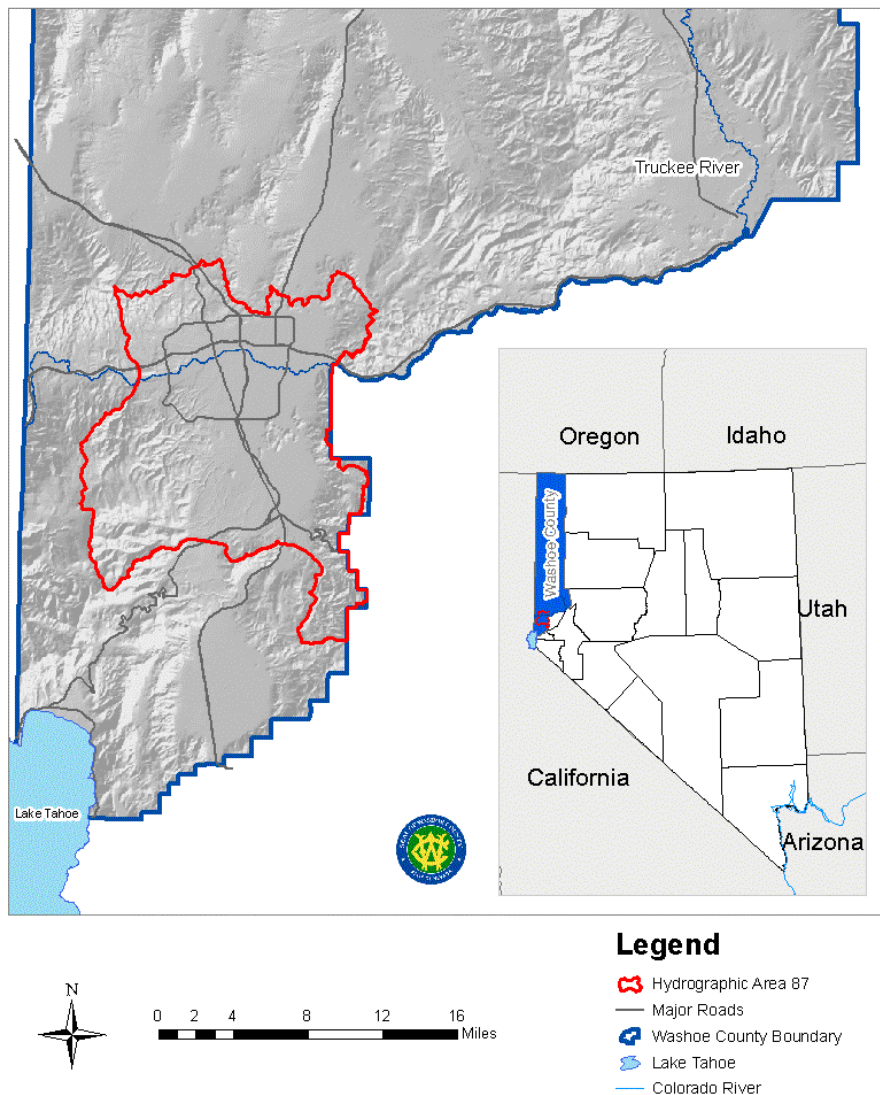 Truckee River
Oregon
Idaho
Washoe County
Utah
California
Arizona
Lake Tahoe
Legend
Hydrographic Area 87
Major Roads
Washoe County Boundary
Lake Tahoe
Colorado River
N
0 2 4 8 12 16
Miles